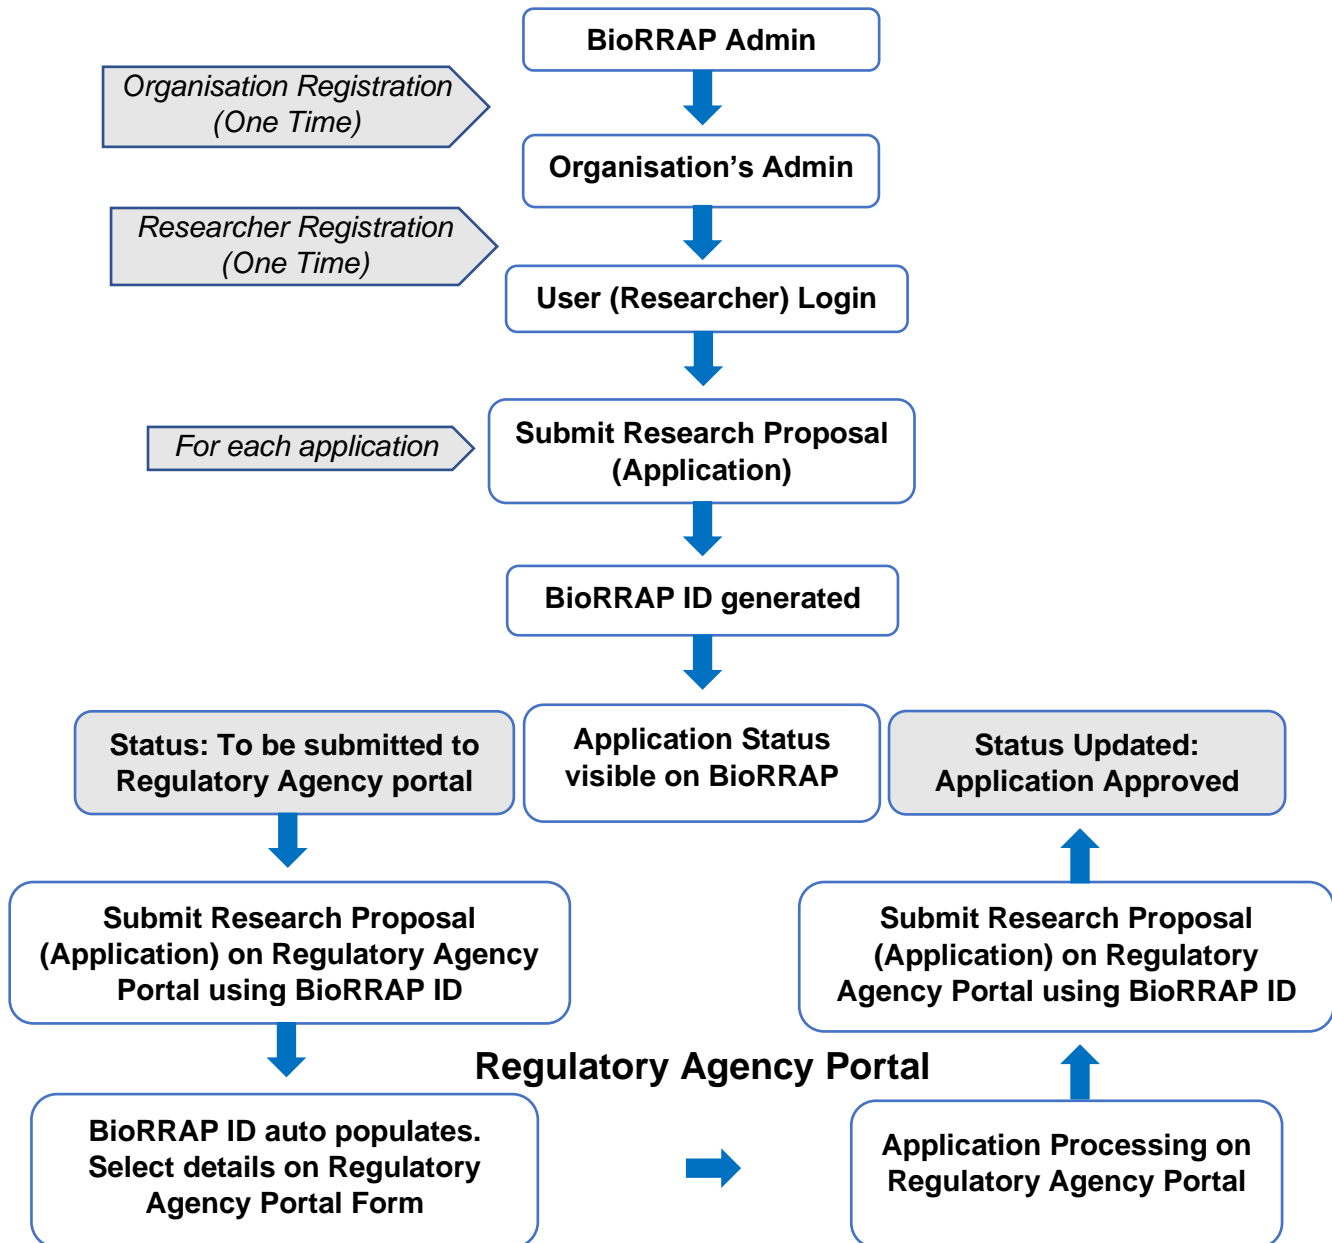 BioRRAP Admin
Organisation Registration
(One Time)
Organisation’s Admin
Researcher Registration
(One Time)
User (Researcher) Login
For each application
Submit Research Proposal
(Application)
BioRRAP ID generated
Status: To be submitted to
Regulatory Agency portal
Application Status
visible on BioRRAP
Status Updated:
Application Approved
Submit Research Proposal
(Application) on Regulatory Agency
Portal using BioRRAP ID
Submit Research Proposal
(Application) on Regulatory
Agency Portal using BioRRAP ID
Regulatory Agency Portal
BioRRAP ID auto populates.
Select details on Regulatory
Agency Portal Form
Application Processing on
Regulatory Agency Portal